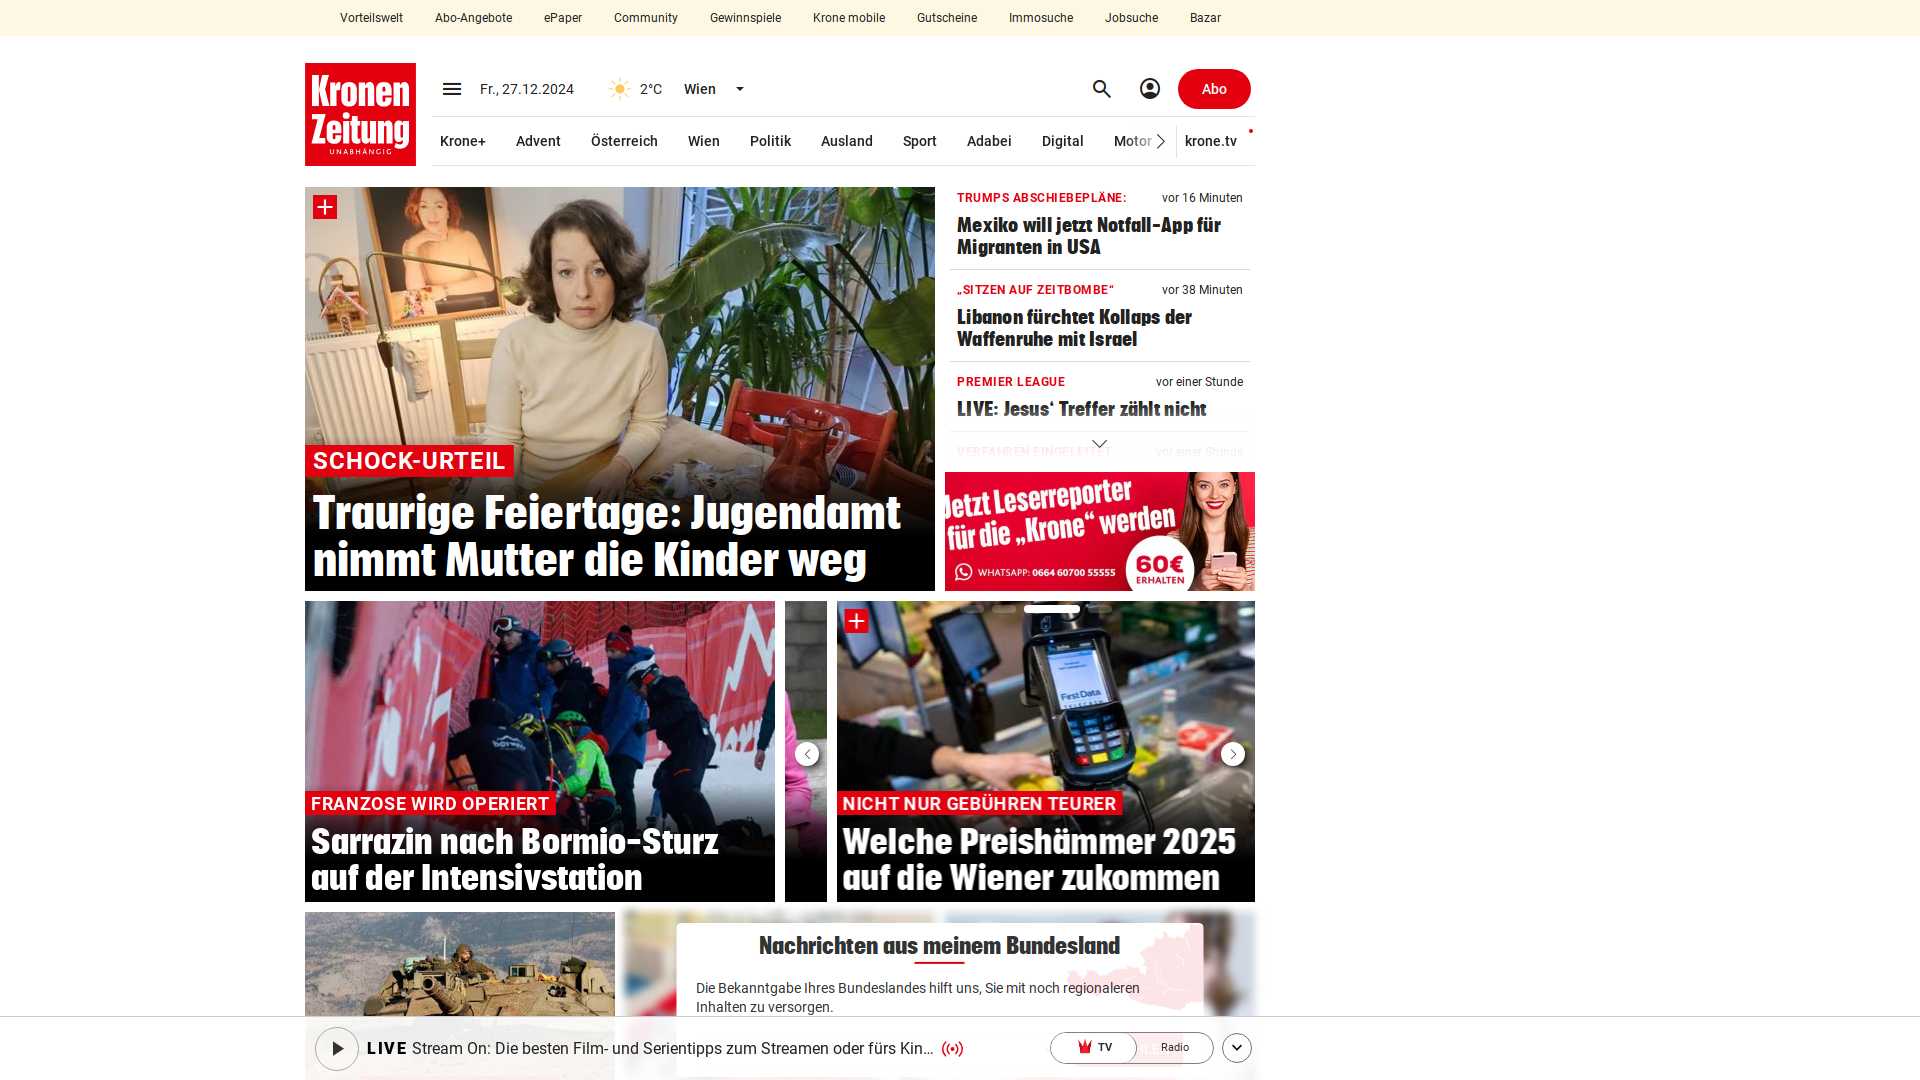 Vorteilswelt
Abo-Angebote
ePaper
Community
Gewinnspiele
Krone mobile
Gutscheine
Immosuche
Jobsuche
Bazar
Kronen
Zeitung
UNABHÄNGIG
Fr., 27.12.2024
2°C
Wien
Abo
Krone+
Advent
Österreich
Wien
Politik
Ausland
Sport
Adabei
Digital
Motor
krone.tv
SCHOCK-URTEIL
Traurige Feiertage: Jugendamt
nimmt Mutter die Kinder weg
TRUMPS ABSCHIEBEPLÄNE:
vor 16 Minuten
Mexiko will jetzt Notfall-App für
Migranten in USA
„SITZEN AUF ZEITBOMBE“
vor 38 Minuten
Libanon fürchtet Kollaps der
Waffenruhe mit Israel
PREMIER LEAGUE
vor einer Stunde
LIVE: Jesus‘ Treffer zählt nicht
VERFAHREN EINGELEITET
vor einer Stunde
Jetzt Leserreporter
für die „Krone“ werden
WHATSAPP: 0664 60700 55555
60€
ERHALTEN
FRANZOSE WIRD OPERIERT
Sarrazin nach Bormio-Sturz
auf der Intensivstation
First Data
NICHT NUR GEBÜHREN TEURER
Welche Preishämmer 2025
auf die Wiener zukommen
Nachrichten aus meinem Bundesland
Die Bekanntgabe Ihres Bundeslandes hilft uns, Sie mit noch regionaleren
Inhalten zu versorgen.
LIVE Stream On: Die besten Film- und Serientipps zum Streamen oder fürs Kin...
TV
Radio